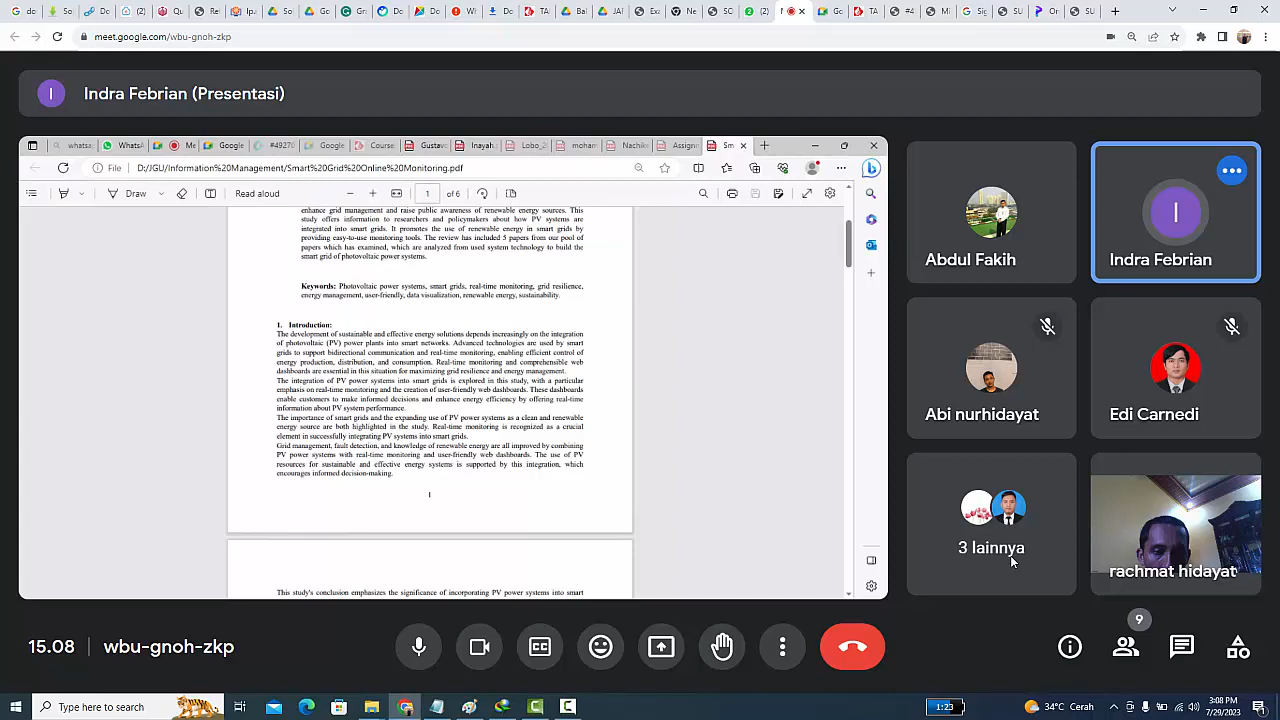 meet.google.com/wbu-gnoh-zkp
I
Indra Febrian (Presentasi)
whatsa
WhatsA
Me
Google
#49270
Google
Course
Gustavo
Inayah
Lobo_2
moham
Nachik
Assign
Sm
File
D:/JGU/Information%20Management/Smart%20Grid%20Online%20Monitoring.pdf
Draw
Read aloud
1
of 6
enhance grid management and raise public awareness of renewable energy sources. This
study offers information to researchers and policymakers about how PV systems are
integrated into smart grids. It promotes the use of renewable energy in smart grids by
providing easy-to-use monitoring tools. The review has included 5 papers from our pool of
papers which has examined, which are analyzed from used system technology to build the
smart grid of photovoltaic power systems.
Keywords: Photovoltaic power systems, smart grids, real-time monitoring, grid resilience,
energy management, user-friendly, data visualization, renewable energy, sustainability.
1. Introduction:
The development of sustainable and effective energy solutions depends increasingly on the integration
of photovoltaic (PV) power plants into smart networks. Advanced technologies are used by smart
grids to support bidirectional communication and real-time monitoring, enabling efficient control of
energy production, distribution, and consumption. Real-time monitoring and comprehensible web
dashboards are essential in this situation for maximizing grid resilience and energy management.
The integration of PV power systems into smart grids is explored in this study, with a particular
emphasis on real-time monitoring and the creation of user-friendly web dashboards. These dashboards
enable customers to make informed decisions and enhance energy efficiency by offering real-time
information about PV system performance.
The importance of smart grids and the expanding use of PV power systems as a clean and renewable
energy source are both highlighted in the study. Real-time monitoring is recognized as a crucial
element in successfully integrating PV systems into smart grids.
Grid management, fault detection, and knowledge of renewable energy are all improved by combining
PV power systems with real-time monitoring and user-friendly web dashboards. The use of PV
resources for sustainable and effective energy systems is supported by this integration, which
encourages informed decision-making.
1
This study's conclusion emphasizes the significance of incorporating PV power systems into smart
Abdul Fakih
I
Indra Febrian
Abi nurhidayat
Edi Carnedi
3 lainnya
rachmat hidayat
15.08
wbu-gnoh-zkp
9
Type here to search
1:23
34°C Cerah
3:08 PM
7/29/2023